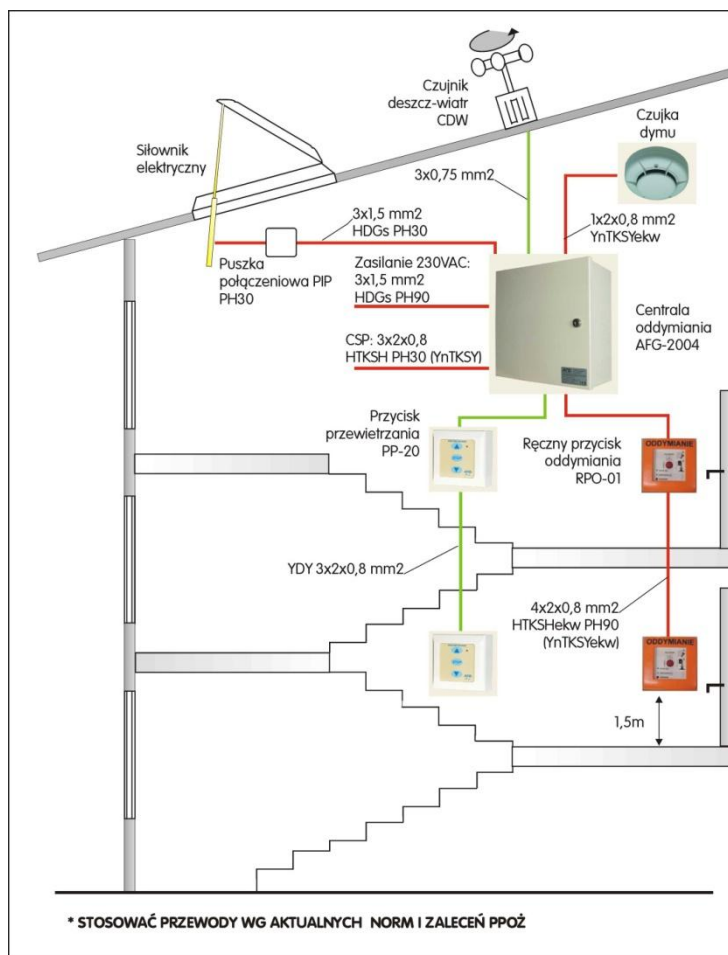 Czujnik
deszcz-wiatr
CDW
Czujka
dymu
Siłownik
elektryczny
3x0,75 mm2
3x1,5 mm2
HDGs PH30
1x2x0,8 mm2
YnTKSYekw
Puszka
połączeniowa PIP
PH30
Zasilanie 230VAC:
3x1,5 mm2
HDGs PH90
Centrala
oddymiania
AFG-2004
CSP: 3x2x0,8
HTKSH PH30 (YnTKSY)
Przycisk
przewietrzania
PP-20
Ręczny przycisk
oddymiania
RPO-01
ODDYMIANIE
YDY 3x2x0,8 mm2
4x2x0,8 mm2
HTKSHekw PH90
(YnTKSYekw)
ODDYMIANIE
1,5m
* STOSOWAĆ PRZEWODY WG AKTUALNYCH NORM I ZALECEŃ PPOŻ